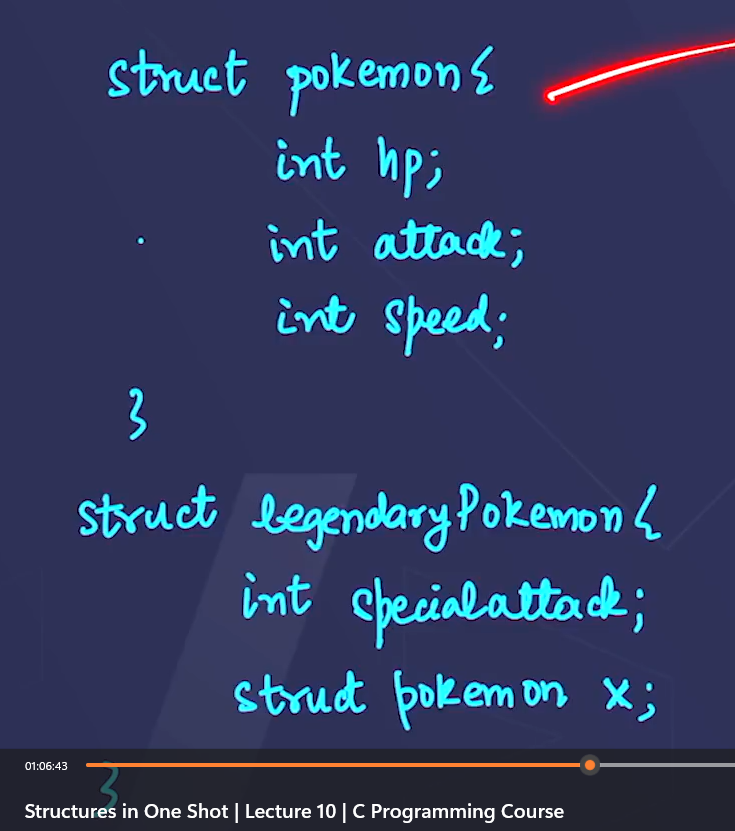 struct pokemon{
int hp;
int attack;
int speed;
}
struct legendaryPokemon{
int specialattack;
struct pokemon x;
}
01:06:43
Structures in One Shot | Lecture 10 | C Programming Course